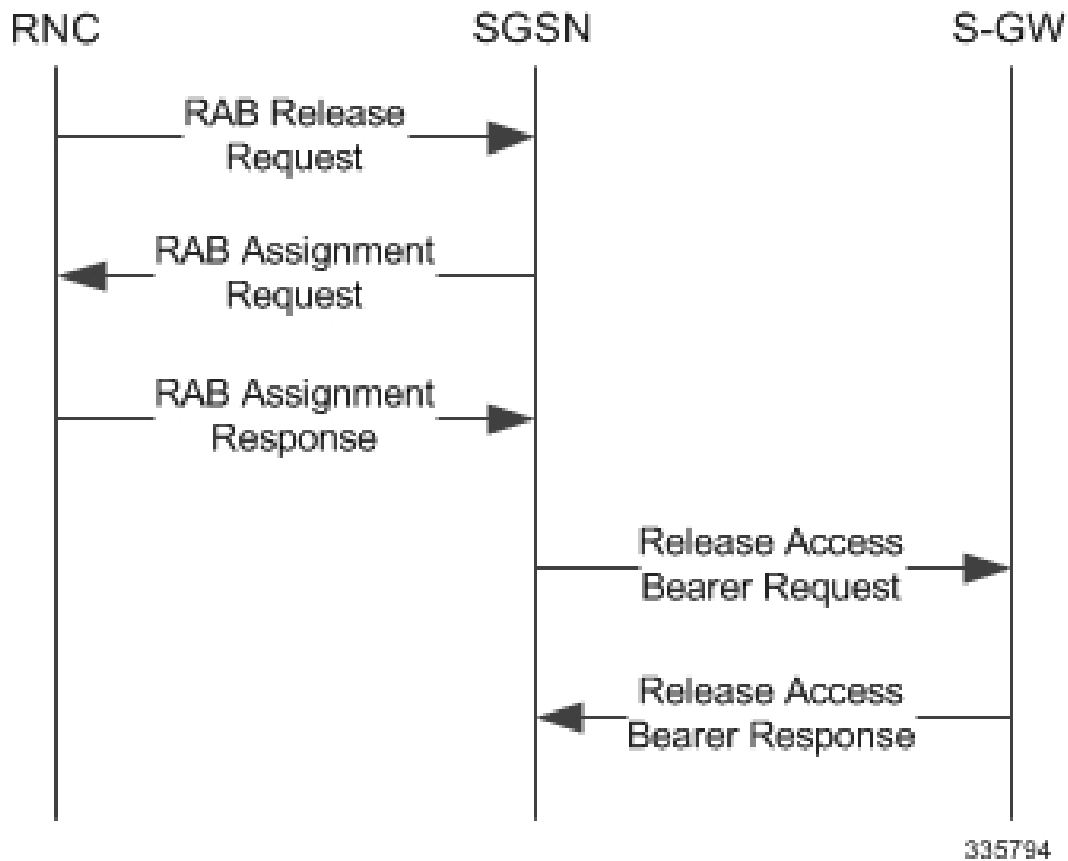 RNC
SGSN
S-GW
RAB Release
Request
RAB Assignment
Request
RAB Assignment
Response
Release Access
Bearer Request
Release Access
Bearer Response
335794